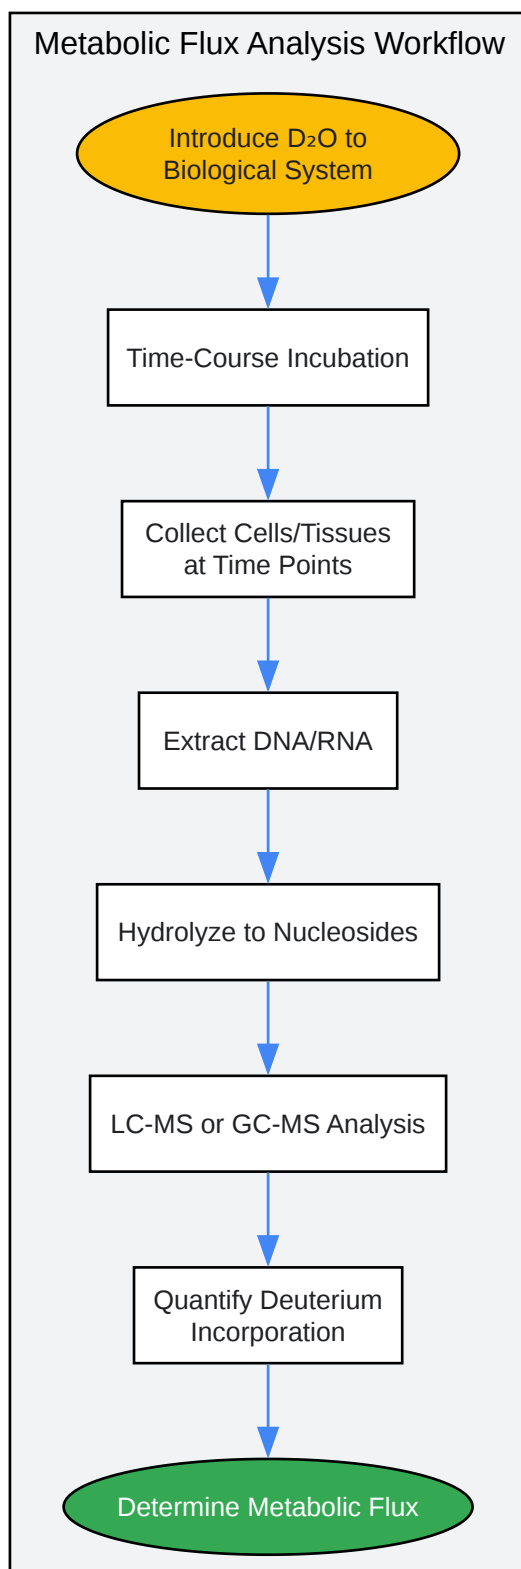 Metabolic Flux Analysis Workflow
Introduce D₂O to
Biological System
Time-Course Incubation
Collect Cells/Tissues
at Time Points
Extract DNA/RNA
Hydrolyze to Nucleosides
LC-MS or GC-MS Analysis
Quantify Deuterium
Incorporation
Determine Metabolic Flux